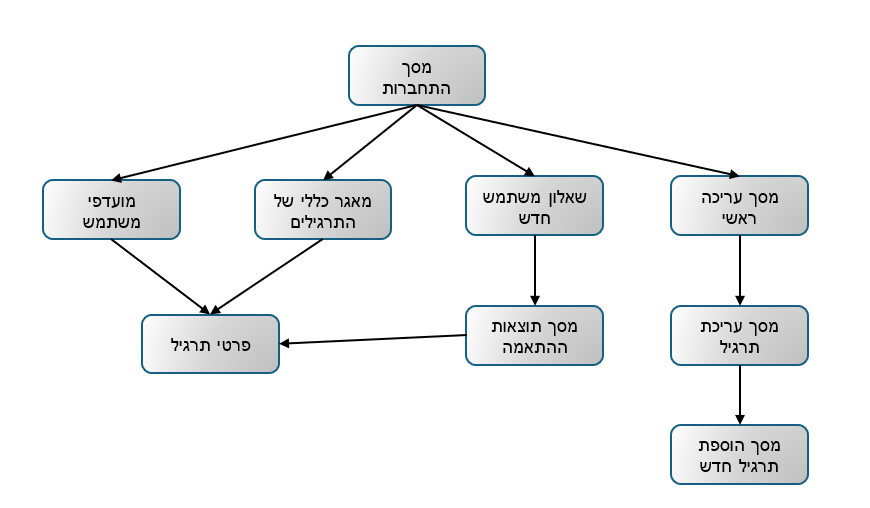 מסך
התחברות
מסך עריכה
ראשי
שאלון משתמש
חדש
מאגר כללי של
התרגילים
מועדפי
משתמש
מסך עריכת
תרגיל
מסך תוצאות
ההתאמה
פרטי תרגיל
מסך הוספת
תרגיל חדש